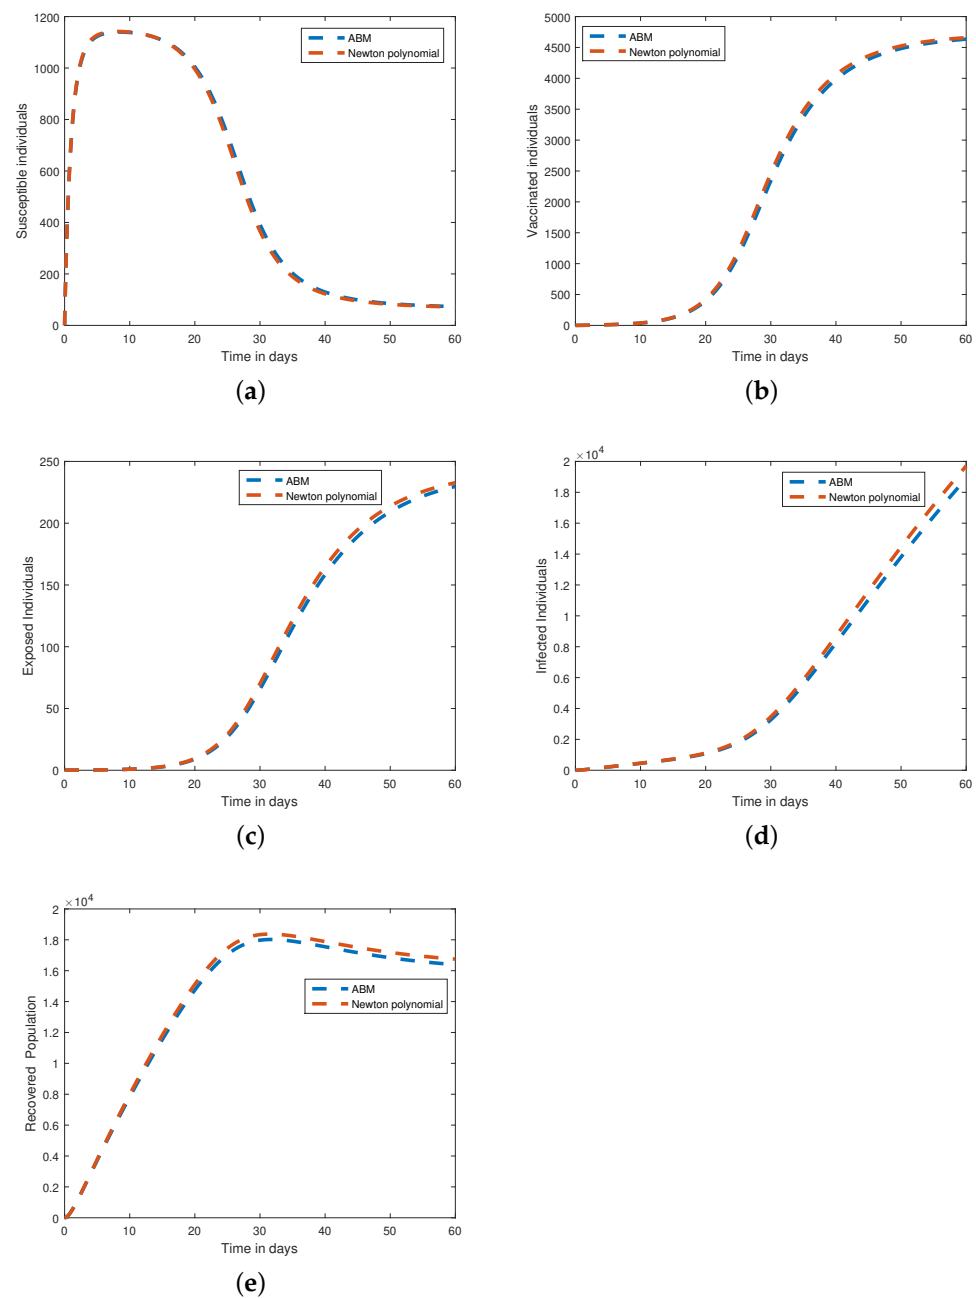 1200
1000
800
600
400
200
0
0 10 20 30 40 50 60
Susceptible individuals
Time in days
ABM
Newton polynomial
(a)
5000
4500
4000
3500
3000
2500
2000
1500
1000
500
0
0 10 20 30 40 50 60
Vaccinated individuals
Time in days
ABM
Newton polynomial
(b)
250
200
150
100
50
0
0 10 20 30 40 50 60
Exposed Individuals
Time in days
ABM
Newton polynomial
(c)
×10⁴
2
1.8
1.6
1.4
1.2
1
0.8
0.6
0.4
0.2
0
0 10 20 30 40 50 60
Infected Individuals
Time in days
ABM
Newton polynomial
(d)
×10⁴
2
1.8
1.6
1.4
1.2
1
0.8
0.6
0.4
0.2
0
0 10 20 30 40 50 60
Recovered Population
Time in days
ABM
Newton polynomial
(e)